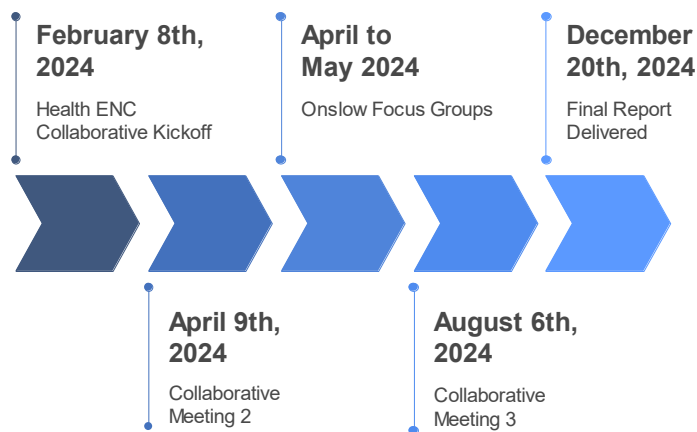 February 8th,
2024
Health ENC
Collaborative Kickoff
April 9th,
2024
Collaborative
Meeting 2
April to
May 2024
Onslow Focus Groups
August 6th,
2024
Collaborative
Meeting 3
December
20th, 2024
Final Report
Delivered